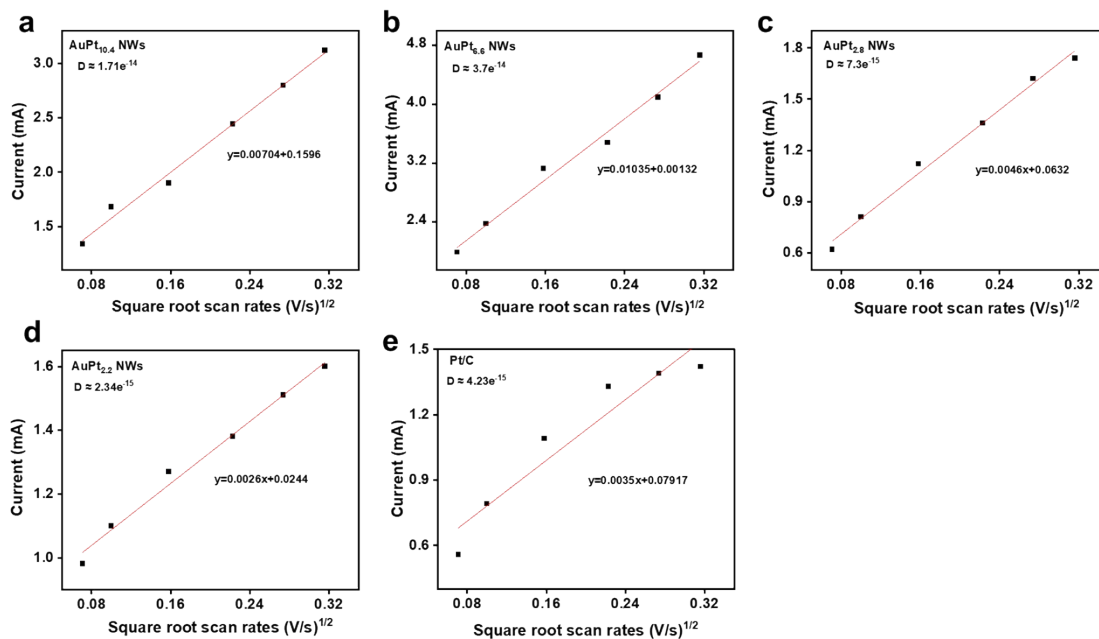 a
AuPt10.4 NWs
D ≈ 1.71e-14
y=0.00704+0.1596
3.0
2.5
2.0
1.5
Current (mA)
0.08 0.16 0.24 0.32
Square root scan rates (V/s)1/2
b
AuPt6.6 NWs
D ≈ 3.7e-14
y=0.01035+0.00132
4.8
4.0
3.2
2.4
Current (mA)
0.08 0.16 0.24 0.32
Square root scan rates (V/s)1/2
c
AuPt2.8 NWs
D ≈ 7.3e-15
y=0.0046x+0.0632
1.8
1.5
1.2
0.9
0.6
Current (mA)
0.08 0.16 0.24 0.32
Square root scan rates (V/s)1/2
d
AuPt2.2 NWs
D ≈ 2.34e-15
y=0.0026x+0.0244
1.6
1.4
1.2
1.0
Current (mA)
0.08 0.16 0.24 0.32
Square root scan rates (V/s)1/2
e
Pt/C
D ≈ 4.23e-15
y=0.0035x+0.07917
1.5
1.2
0.9
0.6
Current (mA)
0.08 0.16 0.24 0.32
Square root scan rates (V/s)1/2